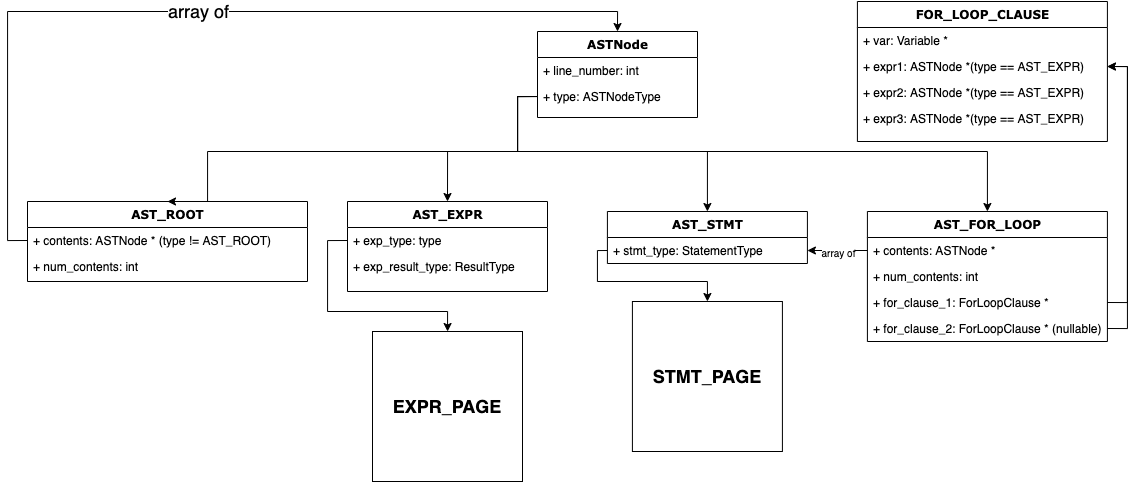 array of
FOR_LOOP_CLAUSE
+ var: Variable *
+ expr1: ASTNode *(type == AST_EXPR)
+ expr2: ASTNode *(type == AST_EXPR)
+ expr3: ASTNode *(type == AST_EXPR)
ASTNode
+ line_number: int
+ type: ASTNodeType
AST_ROOT
+ contents: ASTNode * (type != AST_ROOT)
+ num_contents: int
AST_EXPR
+ exp_type: type
+ exp_result_type: ResultType
AST_STMT
+ stmt_type: StatementType
array of
AST_FOR_LOOP
+ contents: ASTNode *
+ num_contents: int
+ for_clause_1: ForLoopClause *
+ for_clause_2: ForLoopClause * (nullable)
EXPR_PAGE
STMT_PAGE